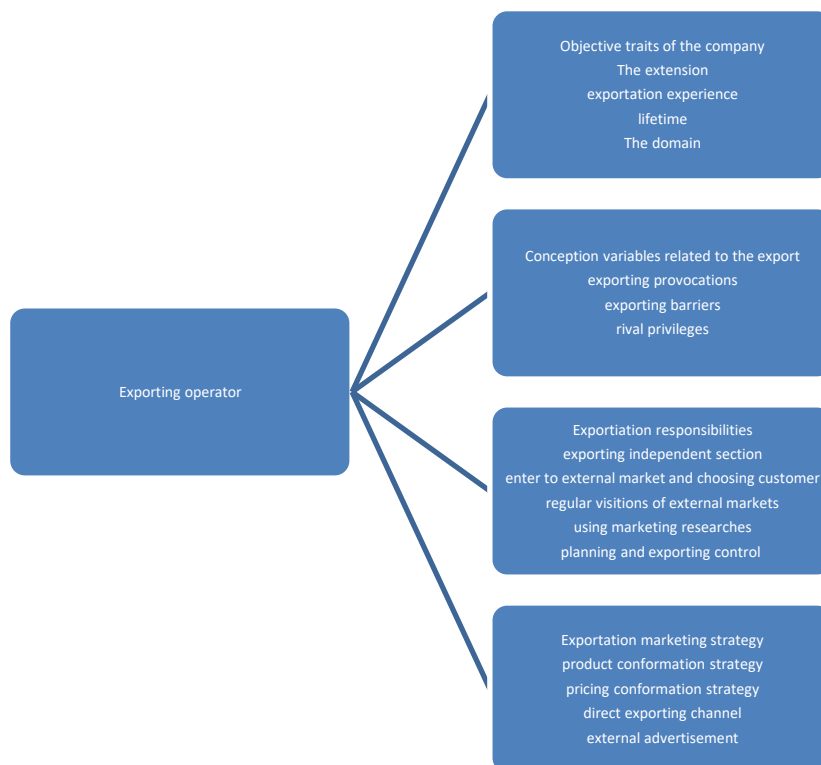 Objective traits of the company
The extension
exportation experience
lifetime
The domain
Conception variables related to the export
exporting provocations
exporting barriers
rival privileges
Exporting operator
Exportiation responsibilities
exporting independent section
enter to external market and choosing customer
regular visitions of external markets
using marketing researches
planning and exporting control
Exportation marketing strategy
product conformation strategy
pricing conformation strategy
direct exporting channel
external advertisement